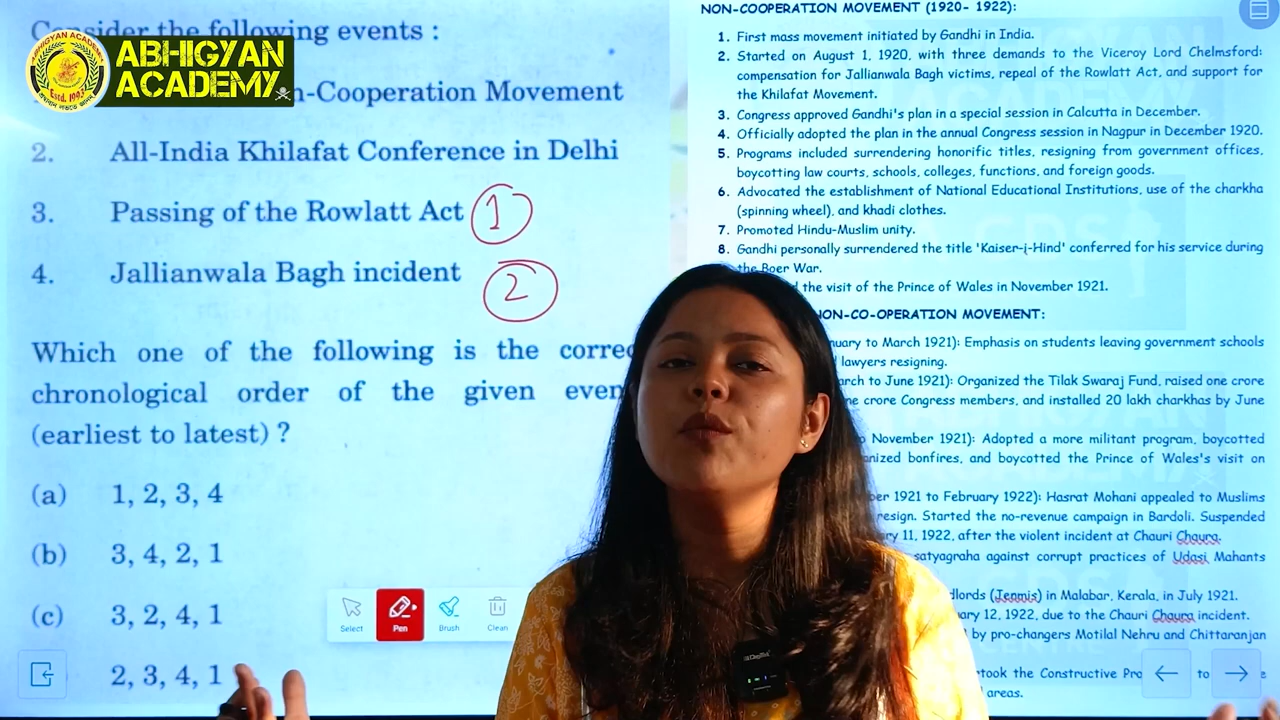 Consider the following events :
ABHIGYAN ACADEMY
ABHIGYAN
ACADEMY
Estd. 1993
n-Cooperation Movement
2. All-India Khilafat Conference in Delhi
3. Passing of the Rowlatt Act 1
4. Jallianwala Bagh incident 2
Which one of the following is the correc
chronological order of the given even
(earliest to latest) ?
(a) 1, 2, 3, 4
(b) 3, 4, 2, 1
(c) 3, 2, 4, 1
2, 3, 4, 1
Select
Pen
Brush
Clean
NON-COOPERATION MOVEMENT (1920- 1922):
1. First mass movement initiated by Gandhi in India.
2. Started on August 1, 1920, with three demands to the Viceroy Lord Chelmsford:
compensation for Jallianwala Bagh victims, repeal of the Rowlatt Act, and support for
the Khilafat Movement.
3. Congress approved Gandhi's plan in a special session in Calcutta in December.
4. Officially adopted the plan in the annual Congress session in Nagpur in December 1920.
5. Programs included surrendering honorific titles, resigning from government offices,
boycotting law courts, schools, colleges, functions, and foreign goods.
6. Advocated the establishment of National Educational Institutions, use of the charkha
(spinning wheel), and khadi clothes.
7. Promoted Hindu-Muslim unity.
8. Gandhi personally surrendered the title 'Kaiser-i-Hind' conferred for his service during
the Boer War.
the visit of the Prince of Wales in November 1921.
NON-CO-OPERATION MOVEMENT:
nuary to March 1921): Emphasis on students leaving government schools
lawyers resigning.
arch to June 1921): Organized the Tilak Swaraj Fund, raised one crore
ne crore Congress members, and installed 20 lakh charkhas by June
November 1921): Adopted a more militant program, boycotted
nized bonfires, and boycotted the Prince of Wales's visit on
ber 1921 to February 1922): Hasrat Mohani appealed to Muslims
resign. Started the no-revenue campaign in Bardoli. Suspended
ry 11, 1922, after the violent incident at Chauri Chaura.
satyagraha against corrupt practices of Udasi Mahants
dlords (Jenmis) in Malabar, Kerala, in July 1921.
ary 12, 1922, due to the Chauri Chaura incident.
by pro-changers Motilal Nehru and Chittaranjan
took the Constructive Pro to e
areas.